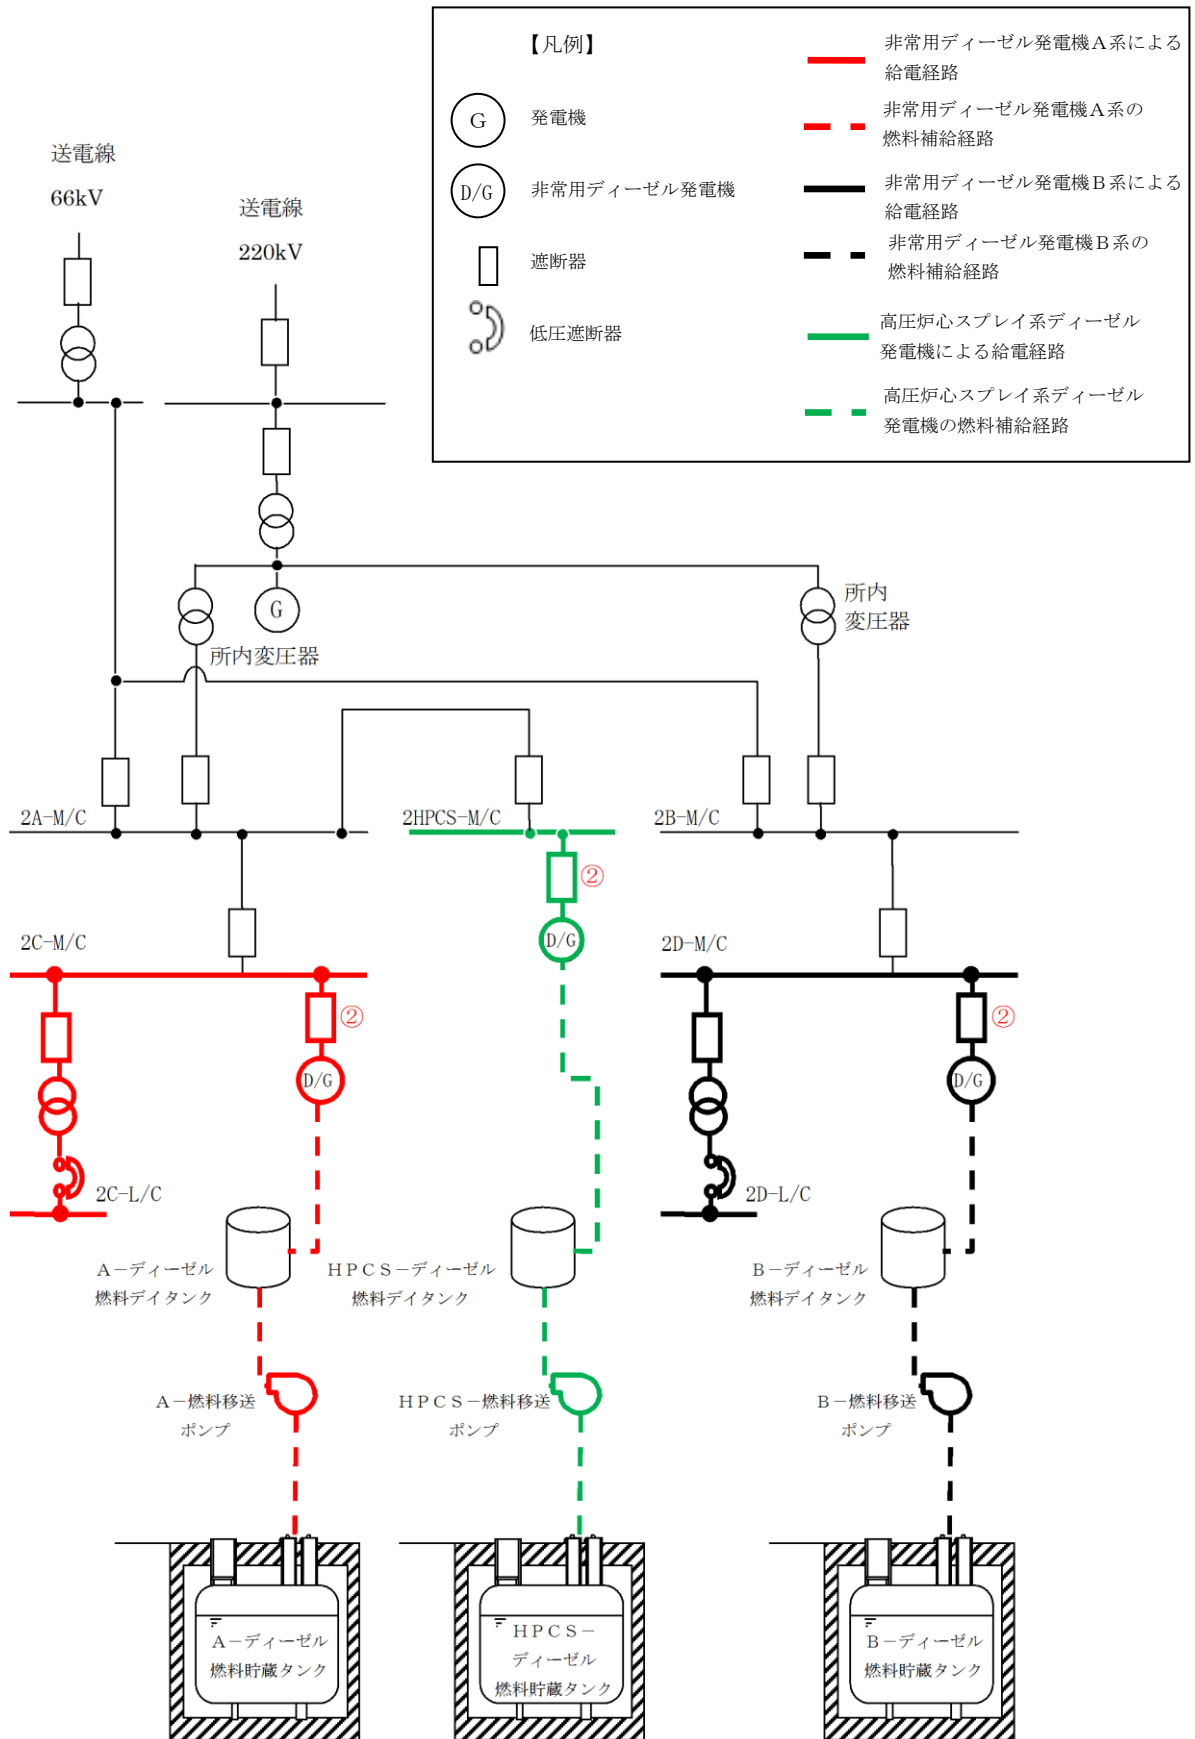 【凡例】
G
発電機
D/G
非常用ディーゼル発電機
遮断器
低圧遮断器
非常用ディーゼル発電機A系による
給電経路
非常用ディーゼル発電機A系の
燃料補給経路
非常用ディーゼル発電機B系による
給電経路
非常用ディーゼル発電機B系の
燃料補給経路
高圧炉心スプレイ系ディーゼル
発電機による給電経路
高圧炉心スプレイ系ディーゼル
発電機の燃料補給経路
送電線
66kV
送電線
220kV
G
所内変圧器
所内
変圧器
2A-M/C
2HPCS-M/C
2B-M/C
②
D/G
2C-M/C
2D-M/C
②
②
D/G
D/G
2C-L/C
2D-L/C
A-ディーゼル
燃料デイタンク
HPCS-ディーゼル
燃料デイタンク
B-ディーゼル
燃料デイタンク
A-燃料移送
ポンプ
HPCS-燃料移送
ポンプ
B-燃料移送
ポンプ
A-ディーゼル
燃料貯蔵タンク
HPCS-
ディーゼル
燃料貯蔵タンク
B-ディーゼル
燃料貯蔵タンク